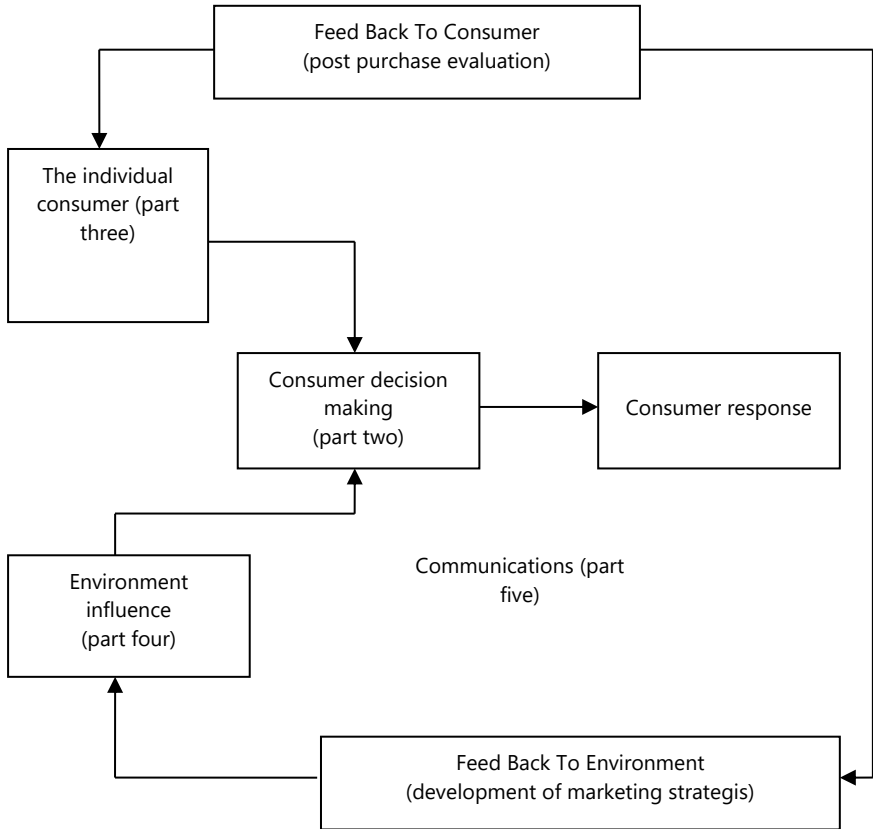 Feed Back To Consumer
(post purchase evaluation)
The individual
consumer (part
three)
Consumer decision
making
(part two)
Consumer response
Environment
influence
(part four)
Communications (part
five)
Feed Back To Environment
(development of marketing strategis)